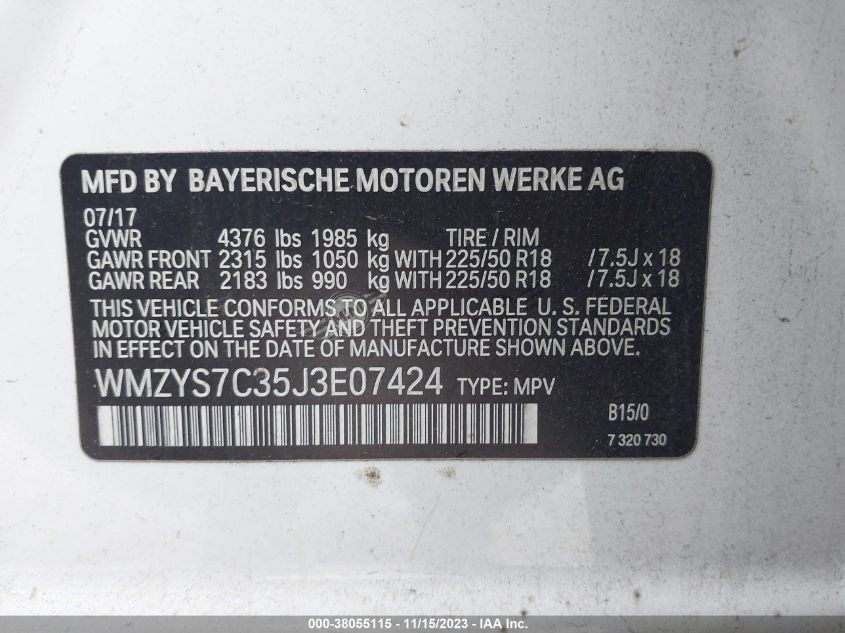 MFD BY BAYERISCHE MOTOREN WERKE AG
07/17
GVWR 4376 lbs 1985 kg TIRE / RIM
GAWR FRONT 2315 lbs 1050 kg WITH 225/50 R18 / 7.5J x 18
GAWR REAR 2183 lbs 990 kg WITH 225/50 R18 / 7.5J x 18
THIS VEHICLE CONFORMS TO ALL APPLICABLE U. S. FEDERAL
MOTOR VEHICLE SAFETY AND THEFT PREVENTION STANDARDS
IN EFFECT ON THE DATE OF MANUFACTURE SHOWN ABOVE.
WMZYS7C35J3E07424 TYPE: MPV
B15/0
7 320 730
000-38055115 - 11/15/2023 - IAA Inc.